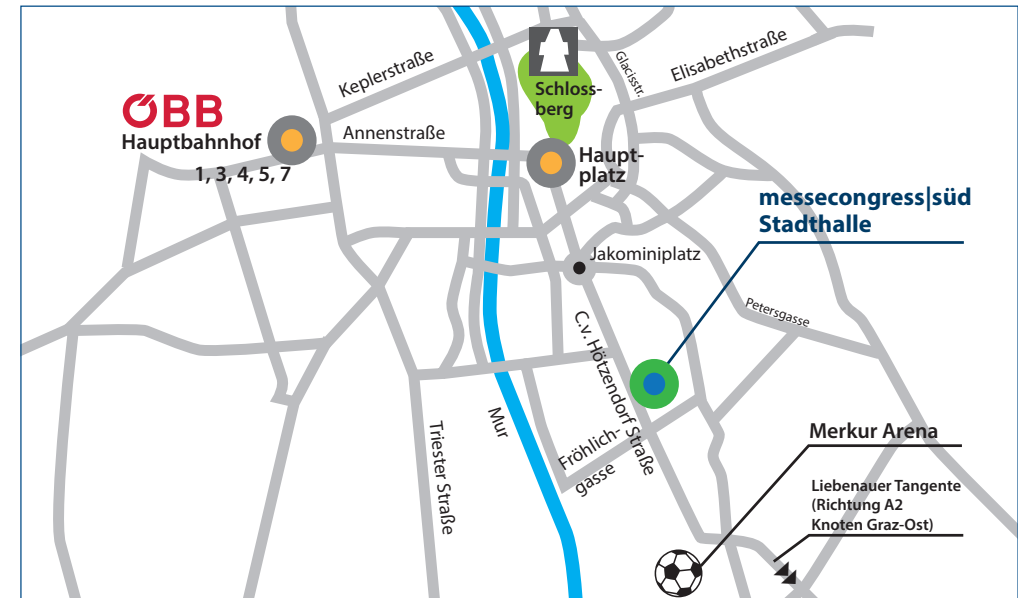 Keplerstraße
Glacisstr.
Elisabethstraße
Schloss-
berg
ÖBB
Hauptbahnhof
1, 3, 4, 5, 7
Annenstraße
Haupt-
platz
messecongress|süd
Stadthalle
Jakominiplatz
Petersgasse
C.v. Hötzendorf Straße
Mur
Triester Straße
Fröhlich-
gasse
Merkur Arena
Liebenauer Tangente
(Richtung A2
Knoten Graz-Ost)